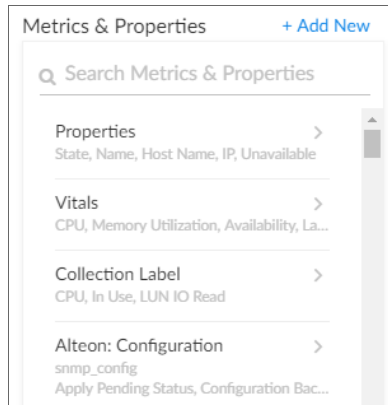 Metrics & Properties + Add New
Search Metrics & Properties
Properties
State, Name, Host Name, IP, Unavailable
Vitals
CPU, Memory Utilization, Availability, La...
Collection Label
CPU, In Use, LUN IO Read
Alteon: Configuration
snmp_config
Apply Pending Status, Configuration Bac...